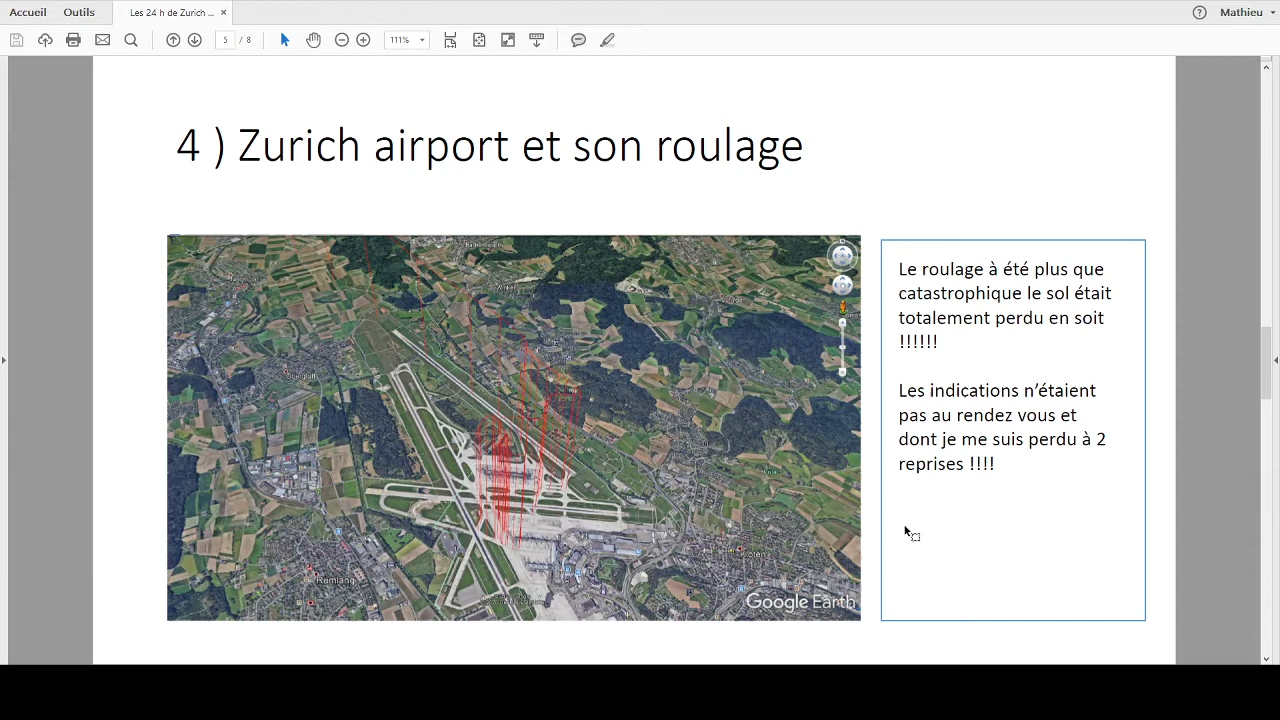 Accueil Outils Les 24 h de Zurich ... × Mathieu
5 / 8 111%
4 ) Zurich airport et son roulage
Le roulage à été plus que
catastrophique le sol était
totalement perdu en soit
!!!!!!
Les indications n’étaient
pas au rendez vous et
dont je me suis perdu à 2
reprises !!!!
Winkel
Oberglatt
Kloten
Rümlang
Google Earth